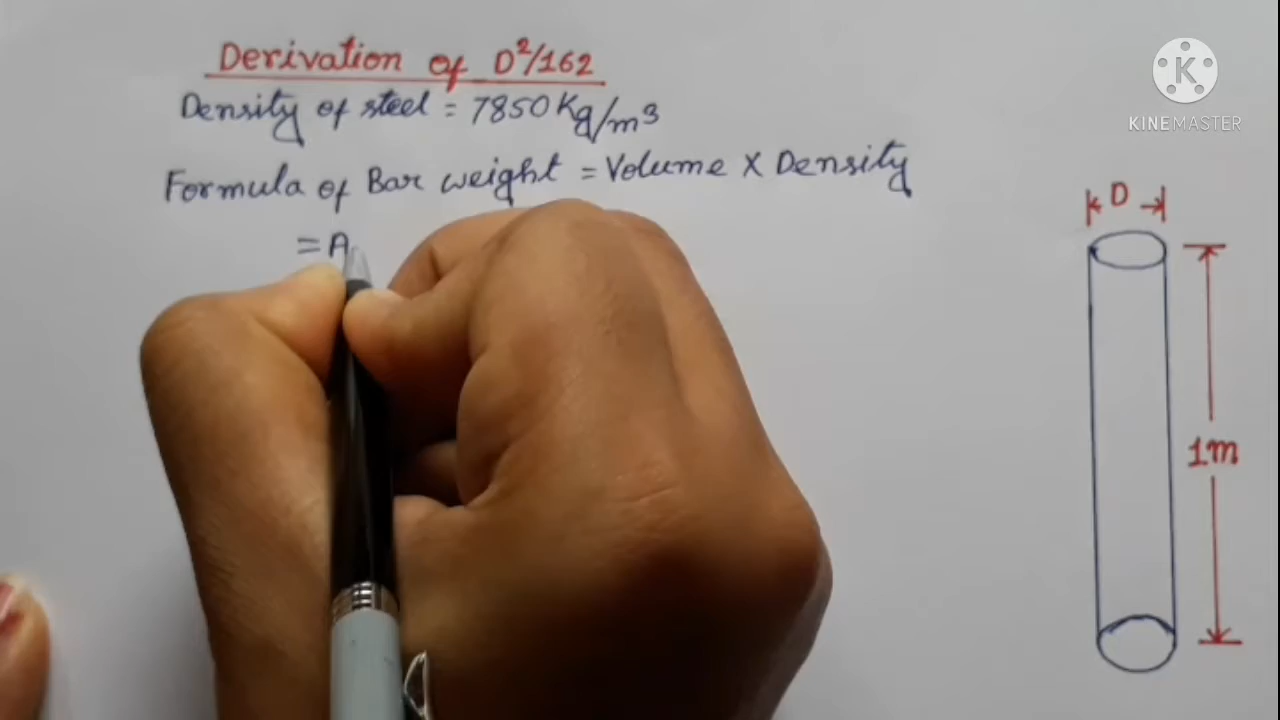 Derivation of D²/162
Density of steel = 7850 Kg/m³
Formula of Bar weight = Volume X Density
= A
D
1m
K
KINEMASTER